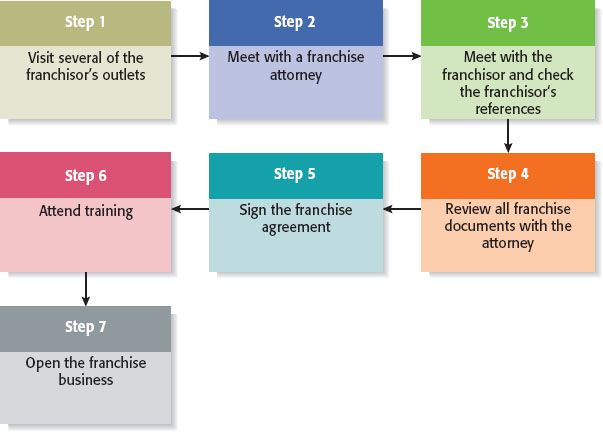 Step 1
Visit several of the
franchisor's outlets
Step 2
Meet with a franchise
attorney
Step 3
Meet with the
franchisor and check
the franchisor's
references
Step 4
Review all franchise
documents with the
attorney
Step 5
Sign the franchise
agreement
Step 6
Attend training
Step 7
Open the franchise
business